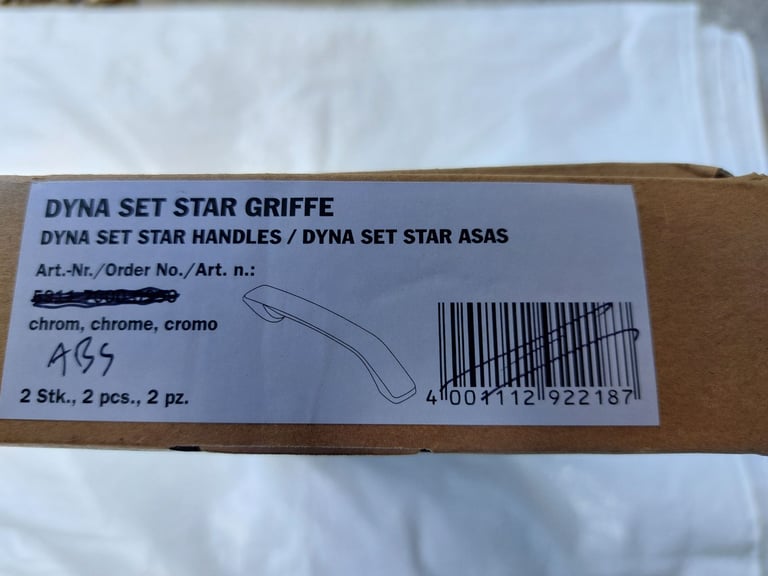 DYNA SET STAR GRIFFE
DYNA SET STAR HANDLES / DYNA SET STAR ASAS
Art.-Nr./Order No./Art. n.:
chrom, chrome, cromo
ABS
2 Stk., 2 pcs., 2 pz.
4 001112 922187